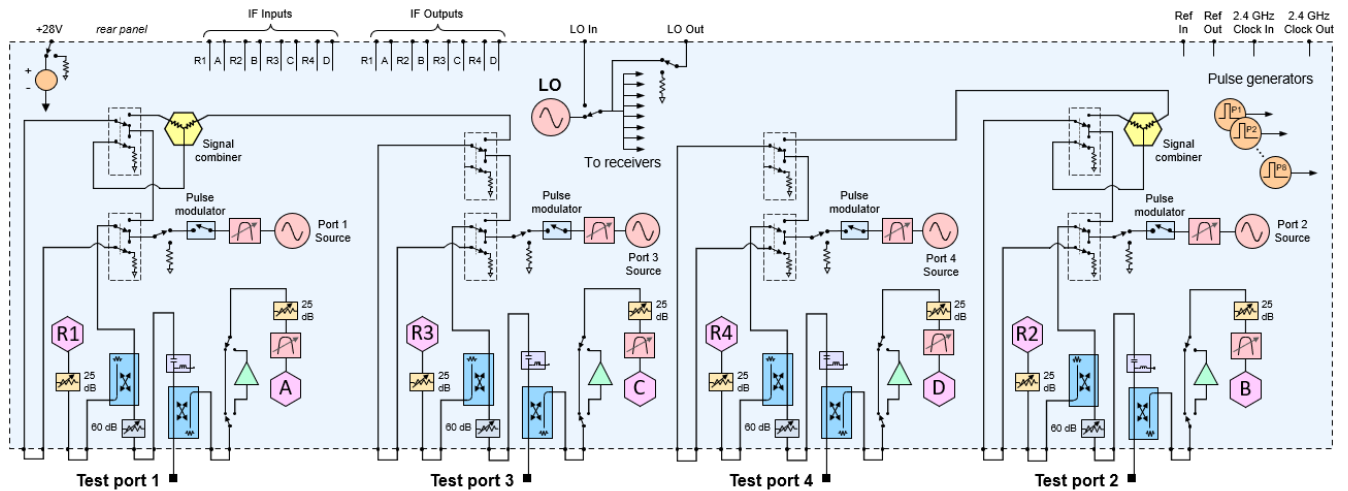 +28V
rear panel
IF Inputs
IF Outputs
LO In
LO Out
Ref
In
Ref
Out
2.4 GHz
Clock In
2.4 GHz
Clock Out
R1 A R2 B R3 C R4 D
R1 A R2 B R3 C R4 D
+
-
LO
To receivers
Pulse generators
P1
P2
P8
Signal
combiner
Signal
combiner
Pulse
modulator
Port 1
Source
Pulse
modulator
Port 3
Source
Pulse
modulator
Port 4
Source
Pulse
modulator
Port 2
Source
R1
25
dB
60 dB
25
dB
A
R3
25
dB
60 dB
25
dB
C
R4
25
dB
60 dB
25
dB
D
R2
25
dB
60 dB
25
dB
B
Test port 1
Test port 3
Test port 4
Test port 2